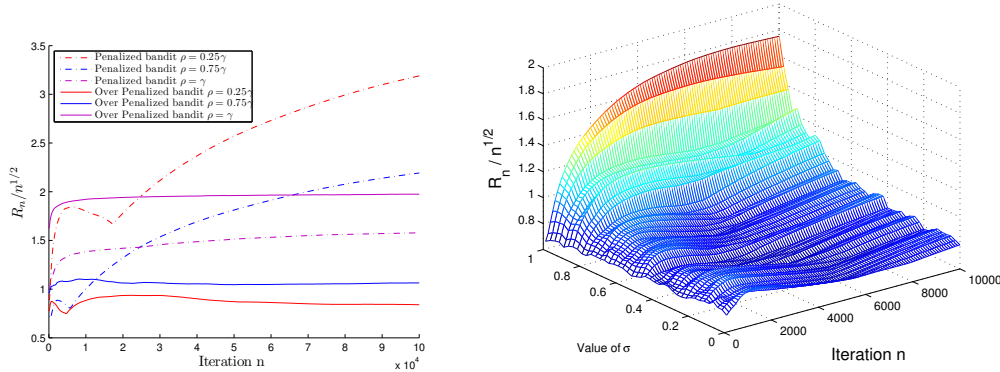 3.5
3
2.5
2
1.5
1
0.5
R_n/n^{1/2}
Penalized bandit ρ = 0.25γ
Penalized bandit ρ = 0.75γ
Penalized bandit ρ = γ
Over Penalized bandit ρ = 0.25γ
Over Penalized bandit ρ = 0.75γ
Over Penalized bandit ρ = γ
0 1 2 3 4 5 6 7 8 9 10
x 10^4
Iteration n
2
1.8
1.6
1.4
1.2
1
0.8
R_n / n^{1/2}
1
0.8
0.6
0.4
0.2
0
Value of σ
0
2000
4000
6000
8000
10000
Iteration n